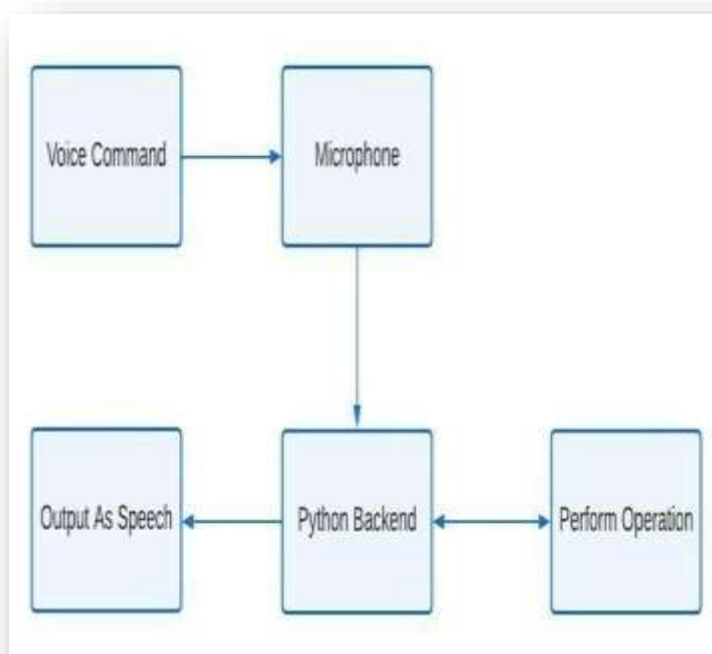 Voice Command
Microphone
Output As Speech
Python Backend
Perform Operation